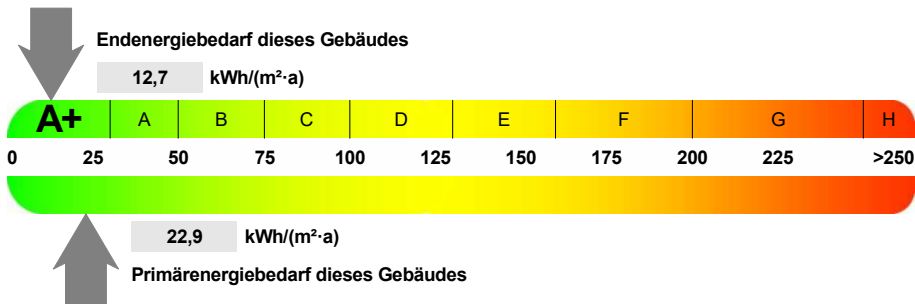 Endenergiebedarf dieses Gebäudes
12,7 kWh/(m²·a)
A+ A B C D E F G H
0 25 50 75 100 125 150 175 200 225 >250
22,9 kWh/(m²·a)
Primärenergiebedarf dieses Gebäudes